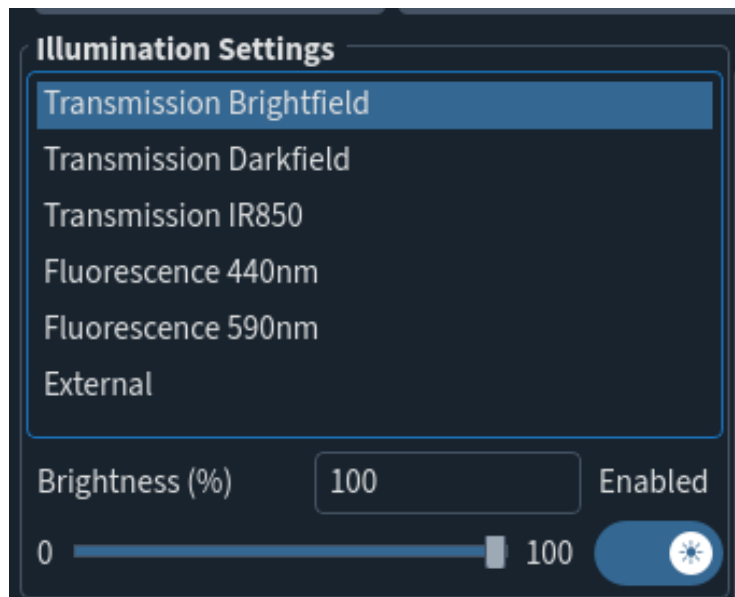 Illumination Settings
Transmission Brightfield
Transmission Darkfield
Transmission IR850
Fluorescence 440nm
Fluorescence 590nm
External
Brightness (%) 100 Enabled
0 100